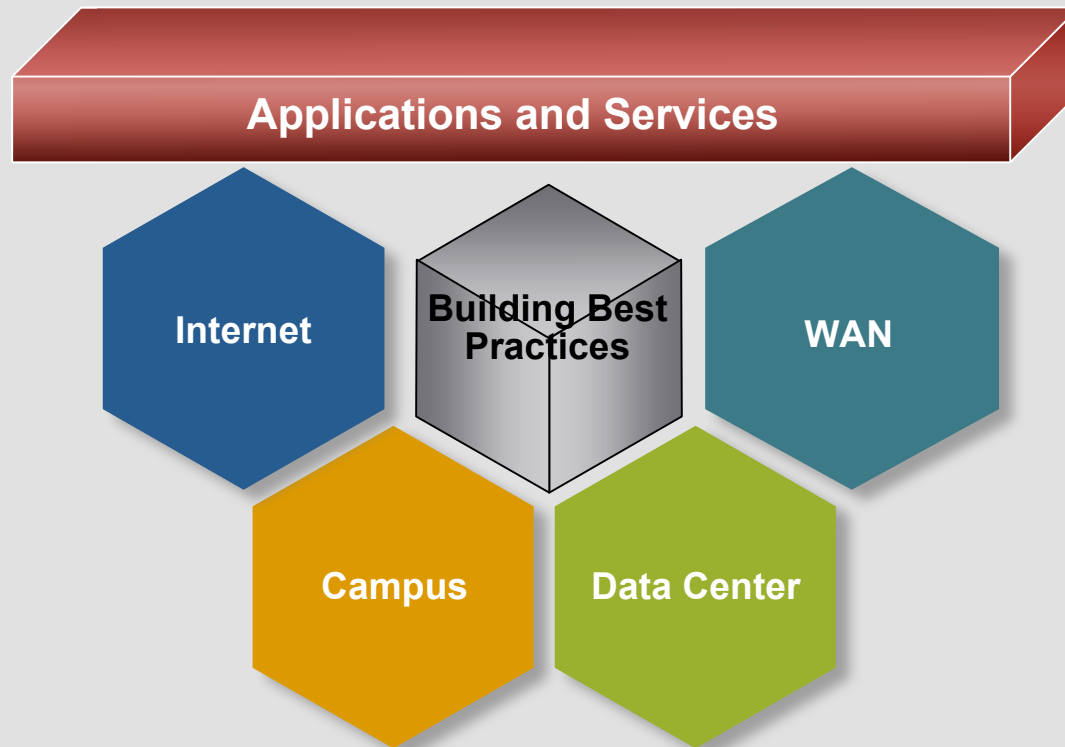 Applications and Services
Internet
Building Best
Practices
WAN
Campus
Data Center